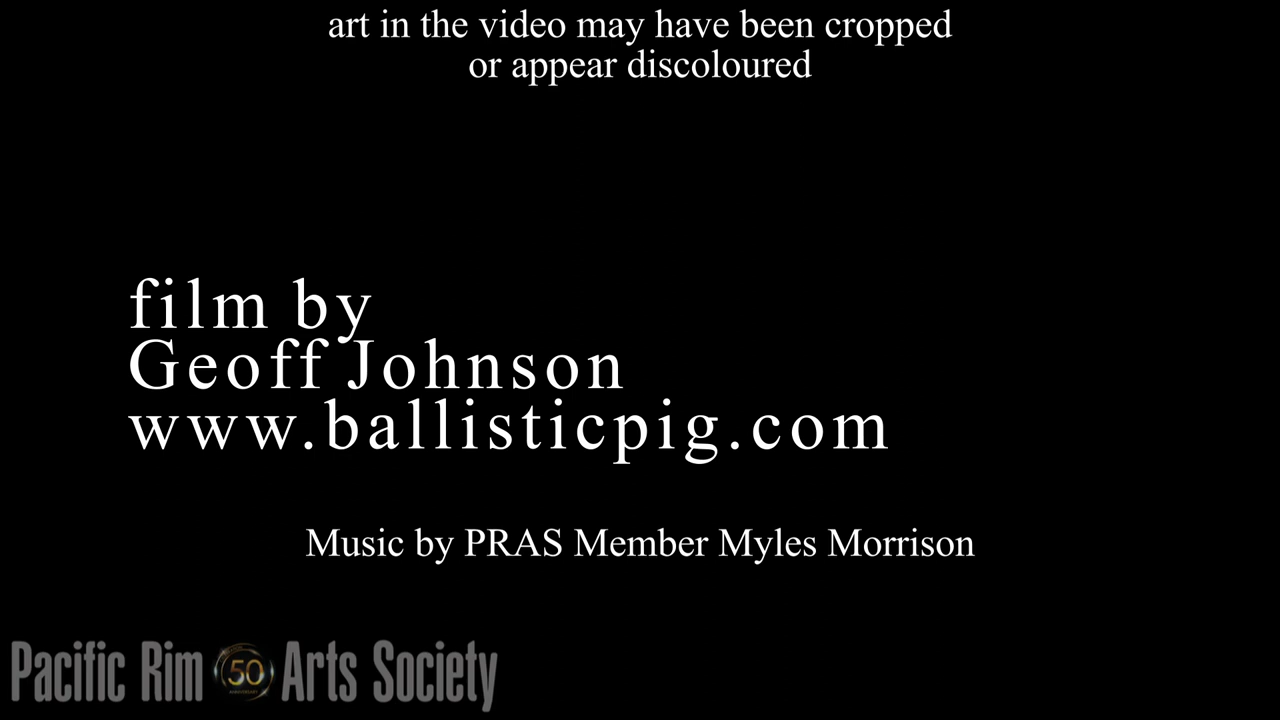 art in the video may have been cropped
or appear discoloured
film by
Geoff Johnson
www.ballisticpig.com
Music by PRAS Member Myles Morrison
Pacific Rim 50 Arts Society
ANNIVERSARY